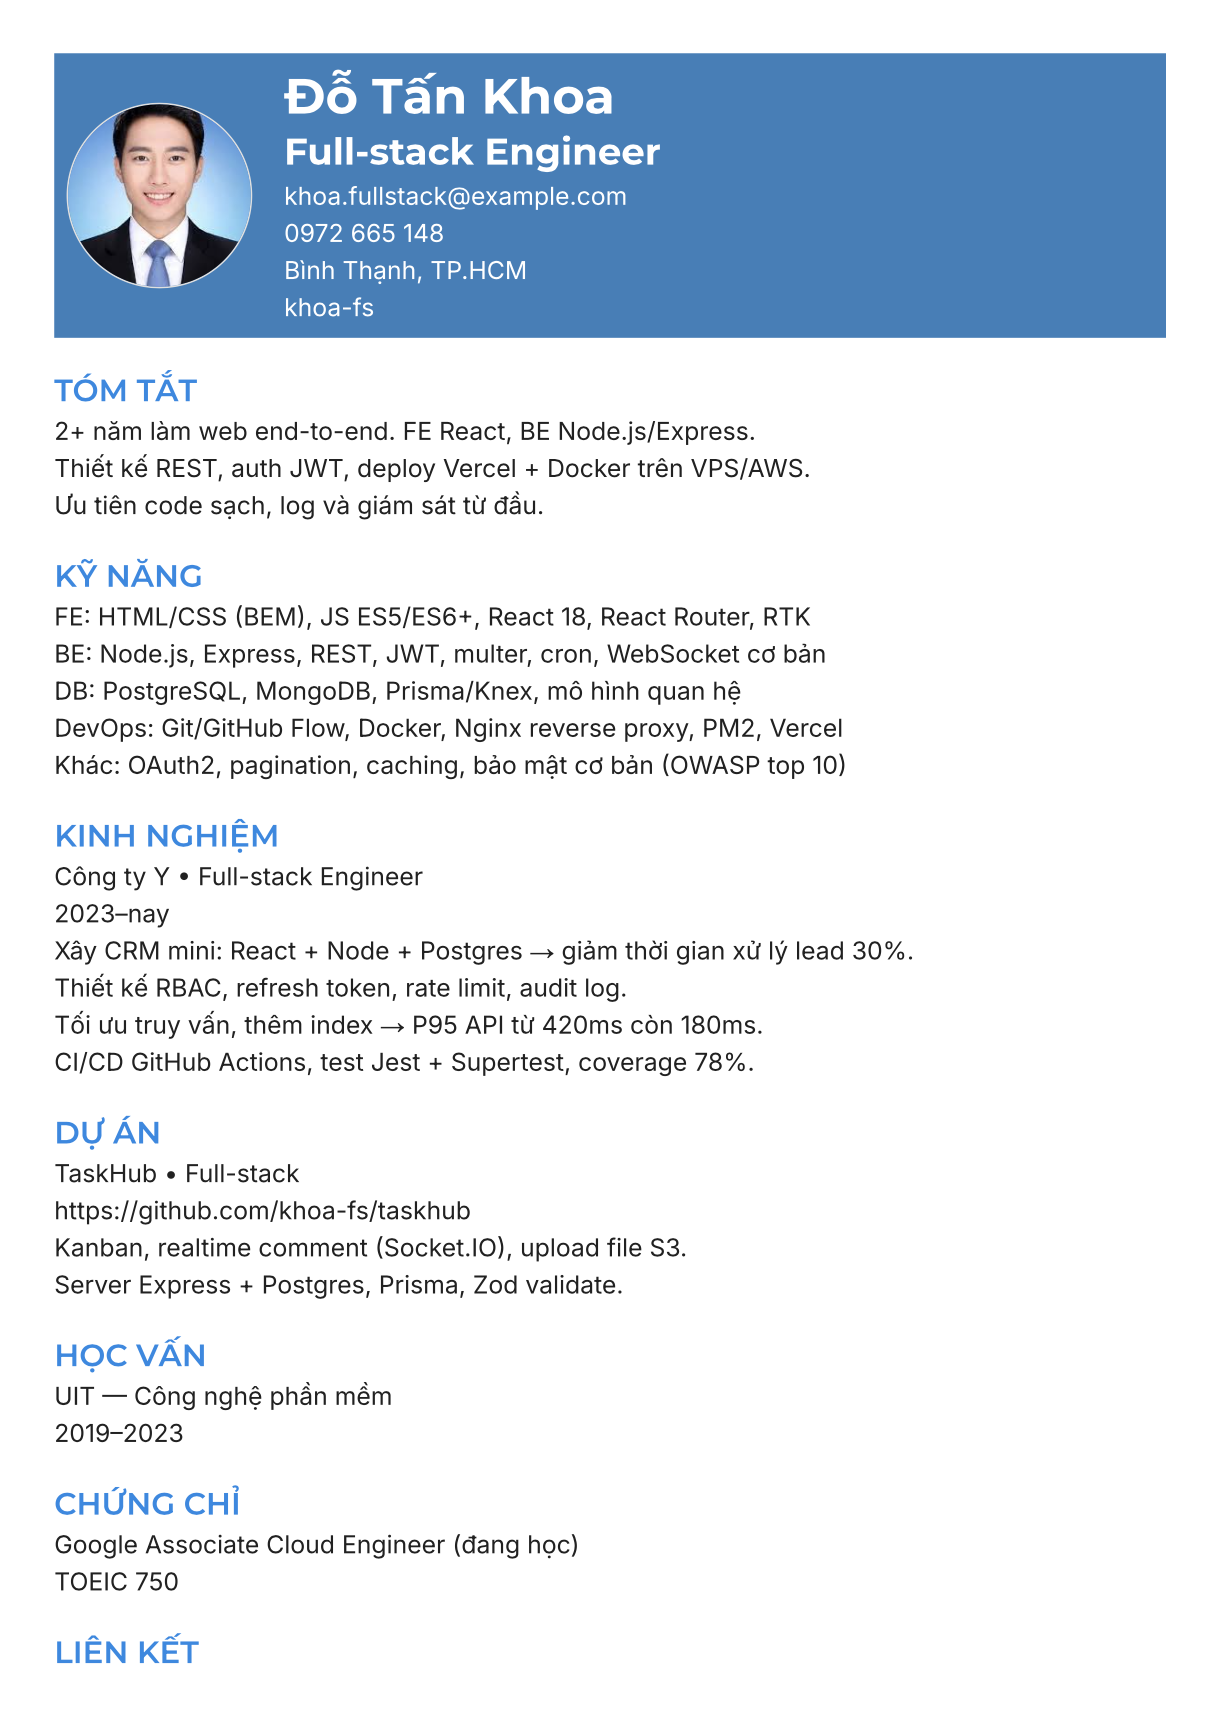 Đỗ Tấn Khoa
Full-stack Engineer
khoa.fullstack@example.com
0972 665 148
Bình Thạnh, TP.HCM
khoa-fs
TÓM TẮT
2+ năm làm web end-to-end. FE React, BE Node.js/Express.
Thiết kế REST, auth JWT, deploy Vercel + Docker trên VPS/AWS.
Ưu tiên code sạch, log và giám sát từ đầu.
KỸ NĂNG
FE: HTML/CSS (BEM), JS ES5/ES6+, React 18, React Router, RTK
BE: Node.js, Express, REST, JWT, multer, cron, WebSocket cơ bản
DB: PostgreSQL, MongoDB, Prisma/Knex, mô hình quan hệ
DevOps: Git/GitHub Flow, Docker, Nginx reverse proxy, PM2, Vercel
Khác: OAuth2, pagination, caching, bảo mật cơ bản (OWASP top 10)
KINH NGHIỆM
Công ty Y • Full-stack Engineer
2023–nay
Xây CRM mini: React + Node + Postgres → giảm thời gian xử lý lead 30%.
Thiết kế RBAC, refresh token, rate limit, audit log.
Tối ưu truy vấn, thêm index → P95 API từ 420ms còn 180ms.
CI/CD GitHub Actions, test Jest + Supertest, coverage 78%.
DỰ ÁN
TaskHub • Full-stack
https://github.com/khoa-fs/taskhub
Kanban, realtime comment (Socket.IO), upload file S3.
Server Express + Postgres, Prisma, Zod validate.
HỌC VẤN
UIT — Công nghệ phần mềm
2019–2023
CHỨNG CHỈ
Google Associate Cloud Engineer (đang học)
TOEIC 750
LIÊN KẾT